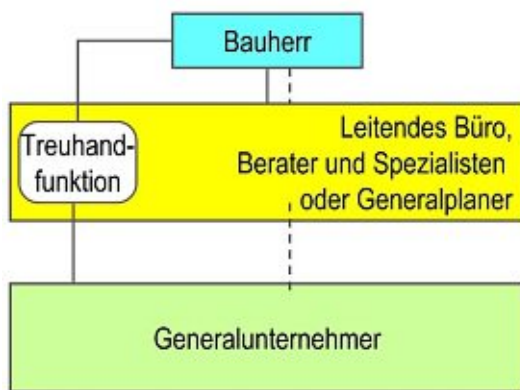 Bauherr
Leitendes Büro,
Berater und Spezialisten
oder Generalplaner
Treuhand-
funktion
Generalunternehmer